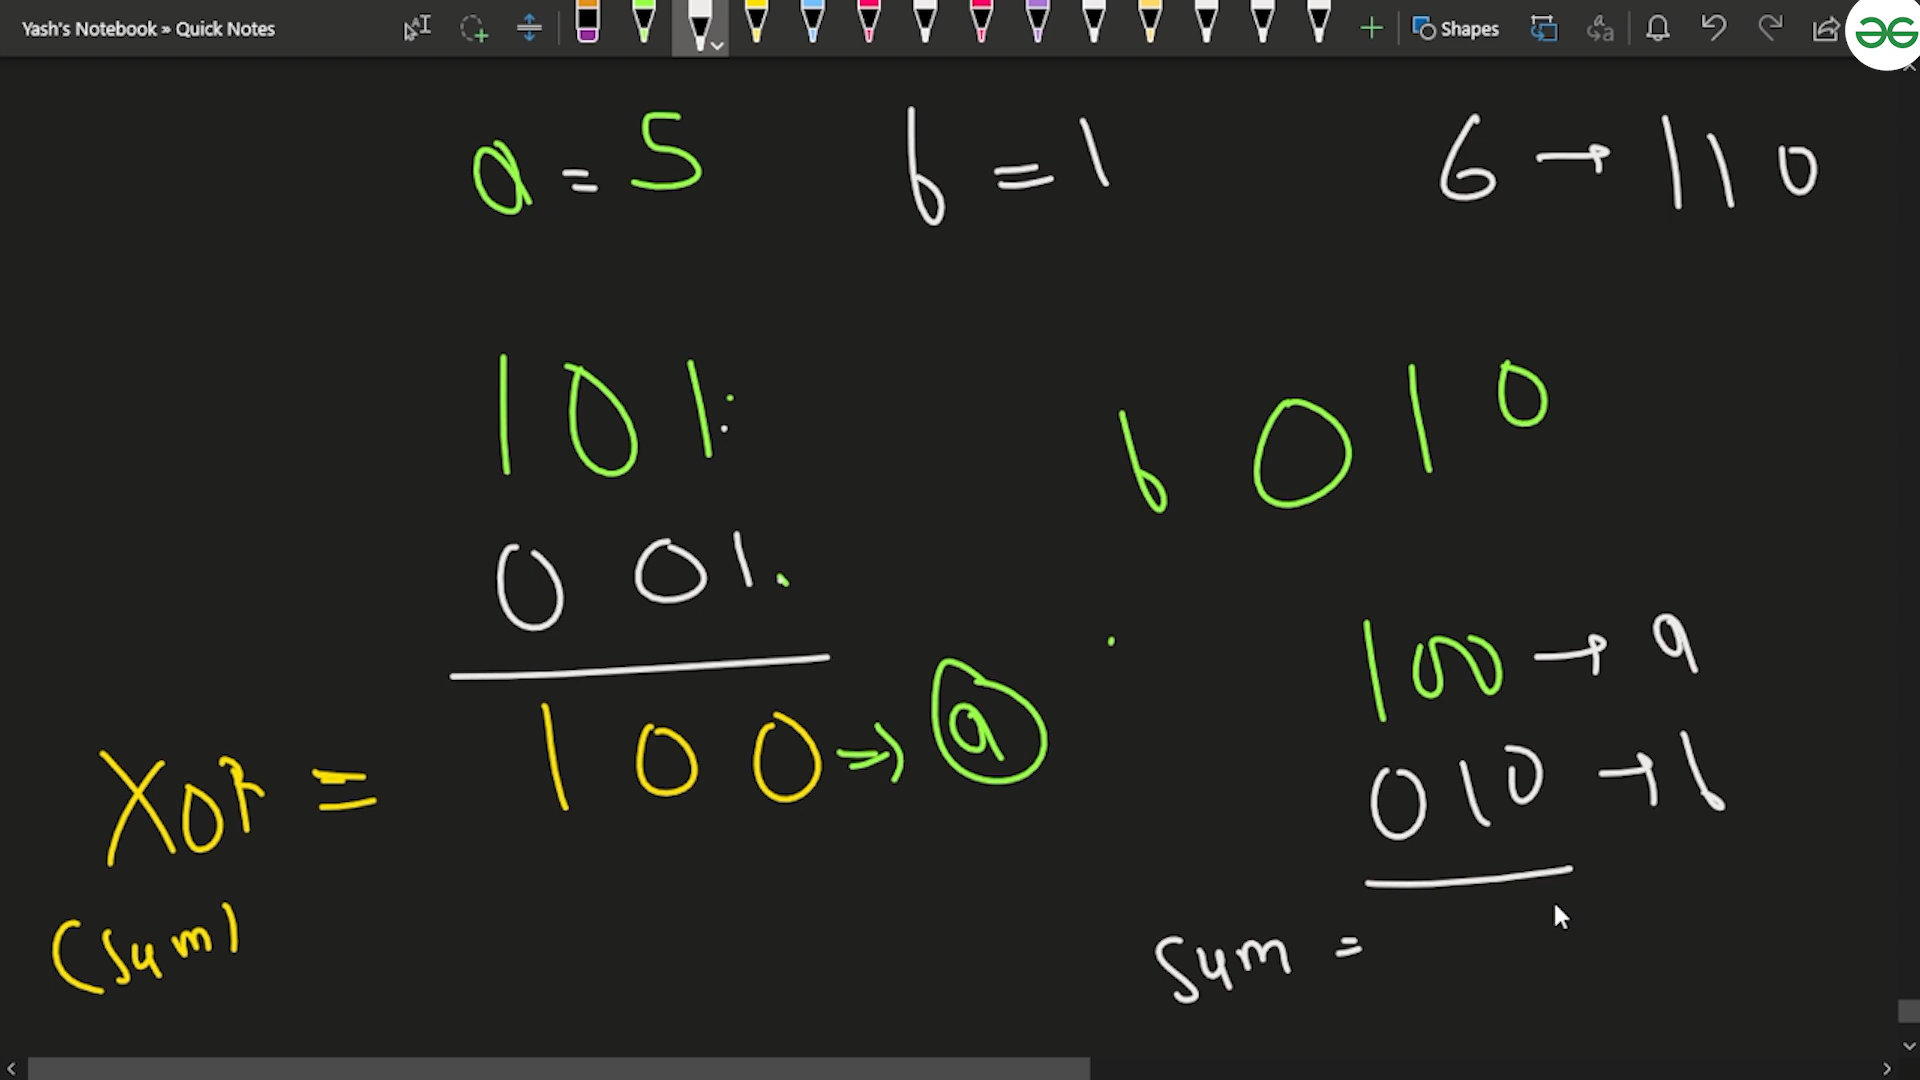 Yash's Notebook » Quick Notes Shapes
a = 5 b = 1 6 → 110
101
b 010
001
100 → a
XOR = 100 ⇒ a
010 → b
(Sum)
Sum =